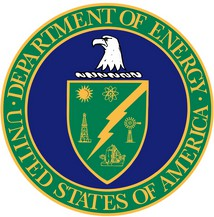 ·DEPARTMENT OF ENERGY·
UNITED STATES OF AMERICA